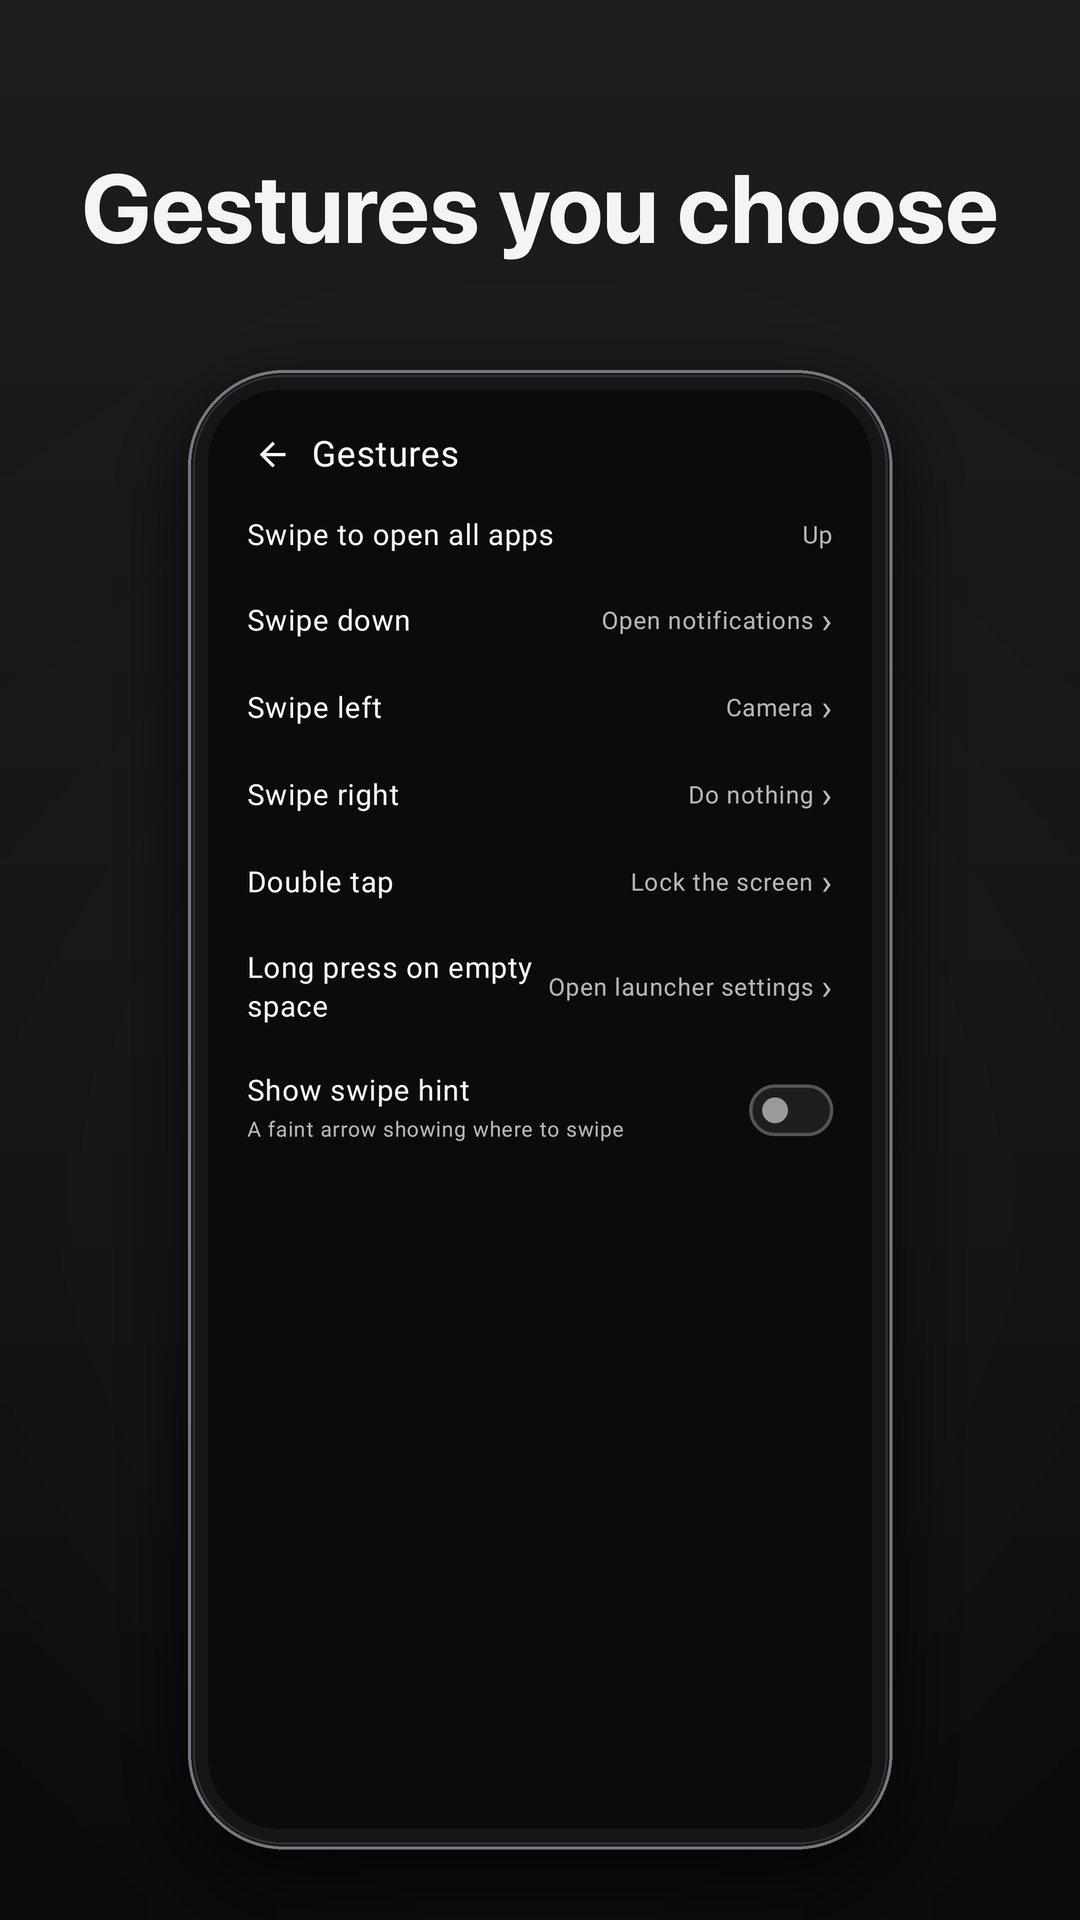 Gestures you choose
Gestures
Swipe to open all apps Up
Swipe down Open notifications ›
Swipe left Camera ›
Swipe right Do nothing ›
Double tap Lock the screen ›
Long press on empty
space
Open launcher settings ›
Show swipe hint
A faint arrow showing where to swipe